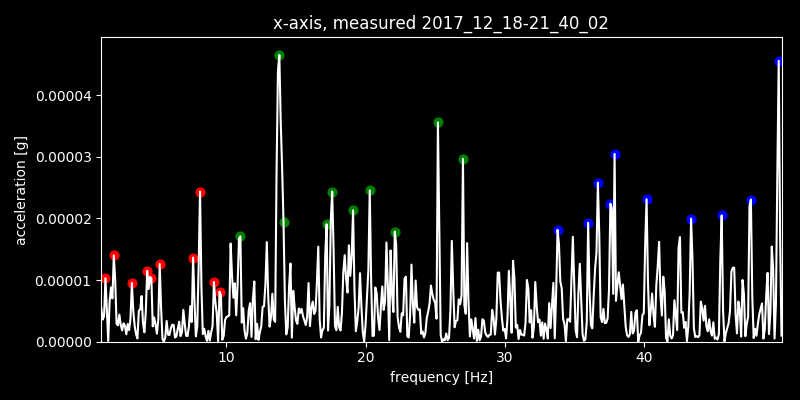 x-axis, measured 2017_12_18-21_40_02
acceleration [g]
0.00004
0.00003
0.00002
0.00001
0.00000
10 20 30 40
frequency [Hz]